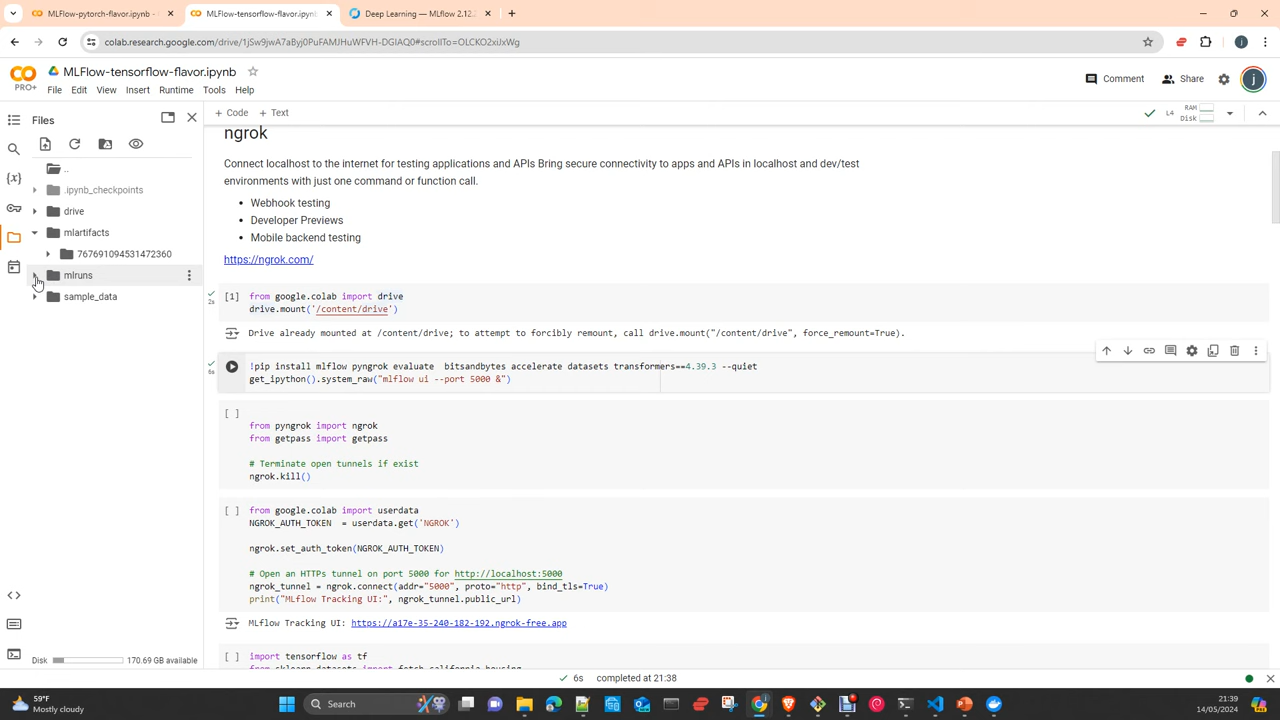 MLFlow-pytorch-flavor.ipynb -
MLFlow-tensorflow-flavor.ipynb
Deep Learning — MLflow 2.12.
colab.research.google.com/drive/1jSw9jwA7aByj0PuFAMJHuWFVH-DGIAQ0#scrollTo=OLCKO2xiJxWg
MLFlow-tensorflow-flavor.ipynb
PRO+
File Edit View Insert Runtime Tools Help
Comment
Share
j
Files
+ Code + Text
L4
RAM
Disk
..
.ipynb_checkpoints
drive
mlartifacts
767691094531472360
mlruns
sample_data
Disk
170.69 GB available
ngrok
Connect localhost to the internet for testing applications and APIs Bring secure connectivity to apps and APIs in localhost and dev/test
environments with just one command or function call.
• Webhook testing
• Developer Previews
• Mobile backend testing
https://ngrok.com/
2s
[1] from google.colab import drive
drive.mount('/content/drive')
Drive already mounted at /content/drive; to attempt to forcibly remount, call drive.mount("/content/drive", force_remount=True).
6s
!pip install mlflow pyngrok evaluate bitsandbytes accelerate datasets transformers==4.39.3 --quiet
get_ipython().system_raw("mlflow ui --port 5000 &")
[ ]
from pyngrok import ngrok
from getpass import getpass
# Terminate open tunnels if exist
ngrok.kill()
[ ] from google.colab import userdata
NGROK_AUTH_TOKEN = userdata.get('NGROK')
ngrok.set_auth_token(NGROK_AUTH_TOKEN)
# Open an HTTPs tunnel on port 5000 for http://localhost:5000
ngrok_tunnel = ngrok.connect(addr="5000", proto="http", bind_tls=True)
print("MLflow Tracking UI:", ngrok_tunnel.public_url)
MLflow Tracking UI: https://a17e-35-240-182-192.ngrok-free.app
[ ] import tensorflow as tf
from sklearn.datasets import fetch_california_housing
6s completed at 21:38
59°F
Mostly cloudy
Search
21:39
14/05/2024